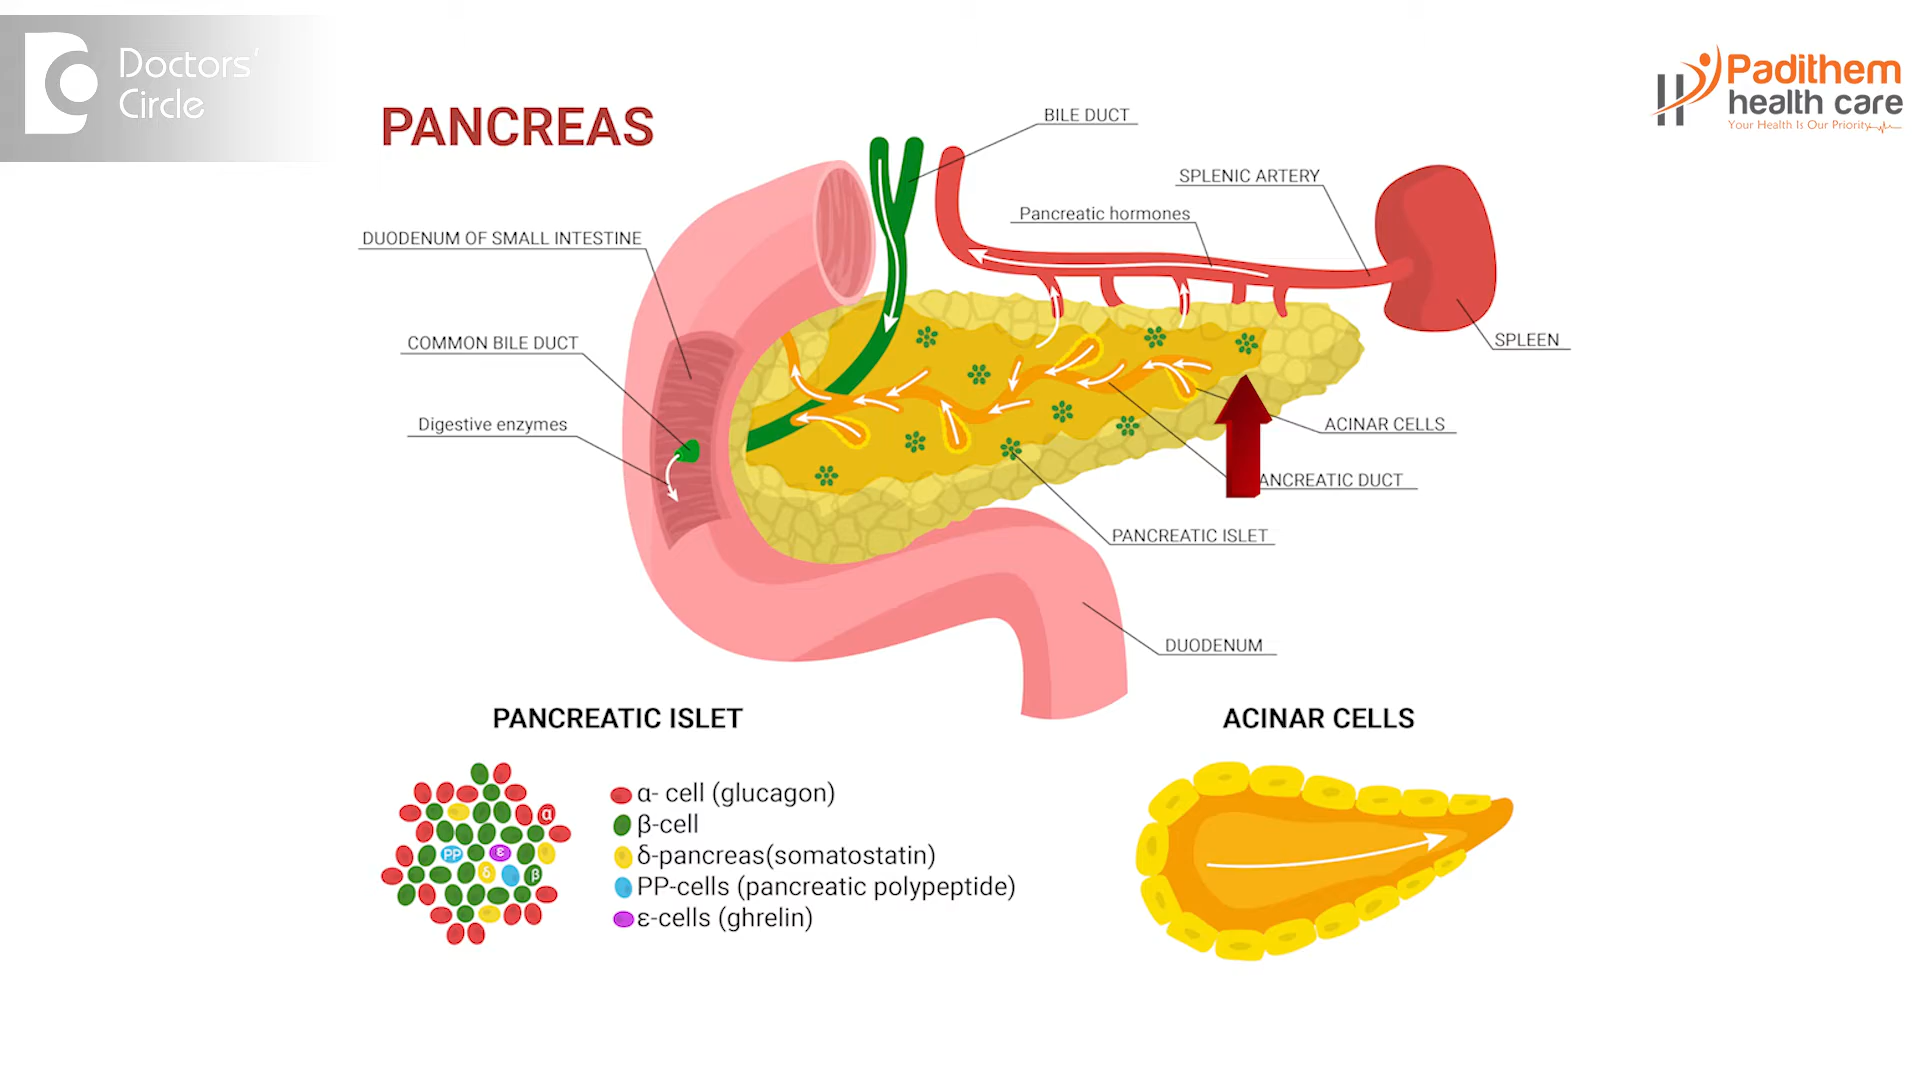 Doctors'
Circle
Padithem
health care
Your Health Is Our Priority
PANCREAS
BILE DUCT
SPLENIC ARTERY
Pancreatic hormones
DUODENUM OF SMALL INTESTINE
COMMON BILE DUCT
SPLEEN
Digestive enzymes
ACINAR CELLS
ANCREATIC DUCT
PANCREATIC ISLET
DUODENUM
PANCREATIC ISLET
ACINAR CELLS
α- cell (glucagon)
β-cell
δ-pancreas(somatostatin)
PP-cells (pancreatic polypeptide)
ε-cells (ghrelin)
α
PP
ε
δ
β